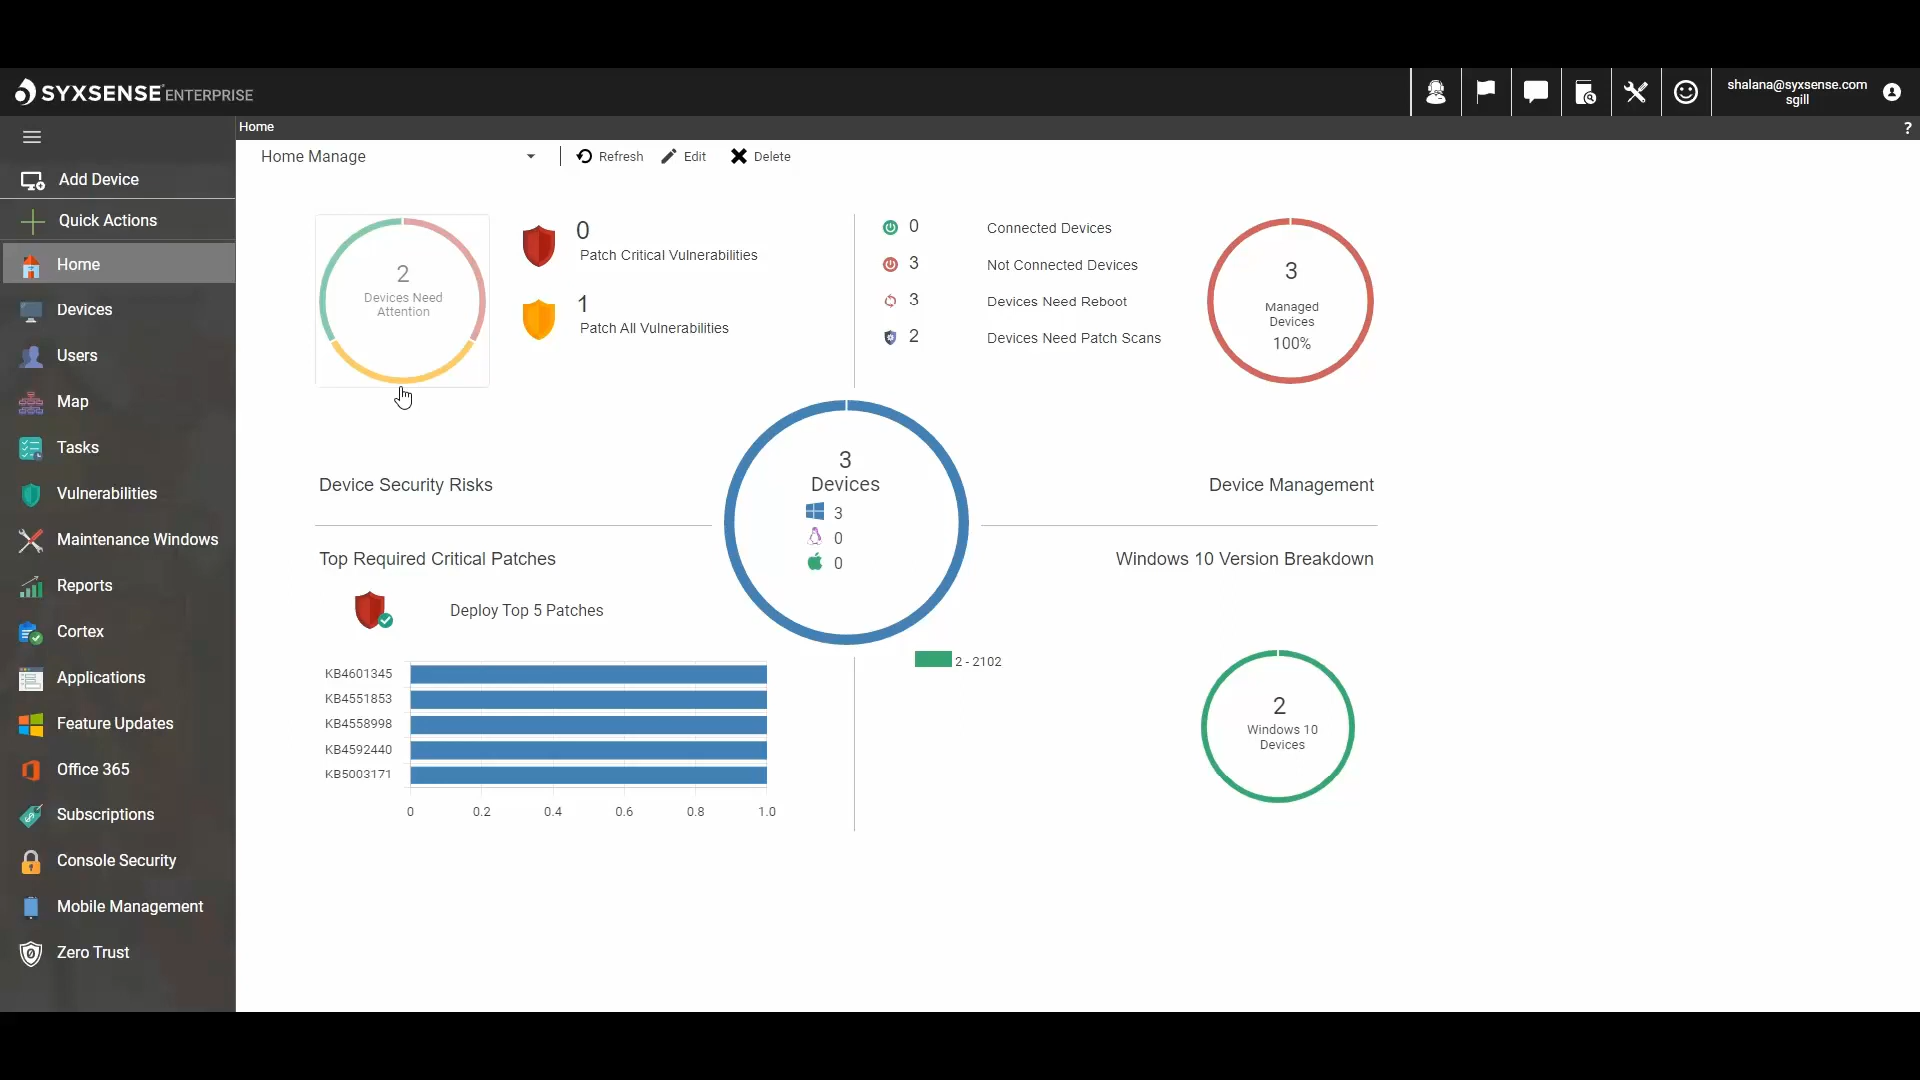 SYXSENSE ENTERPRISE
shalana@syxsense.com
sgill
Home
?
Add Device
Quick Actions
Home
Devices
Users
Map
Tasks
Vulnerabilities
Maintenance Windows
Reports
Cortex
Applications
Feature Updates
Office 365
Subscriptions
Console Security
Mobile Management
Zero Trust
Home Manage
Refresh
Edit
Delete
2
Devices Need
Attention
0
Patch Critical Vulnerabilities
1
Patch All Vulnerabilities
0 Connected Devices
3 Not Connected Devices
3 Devices Need Reboot
2 Devices Need Patch Scans
3
Managed
Devices
100%
Device Security Risks
Device Management
3
Devices
3
0
0
Top Required Critical Patches
Deploy Top 5 Patches
KB4601345
KB4551853
KB4558998
KB4592440
KB5003171
0 0.2 0.4 0.6 0.8 1.0
Windows 10 Version Breakdown
2 - 2102
2
Windows 10
Devices